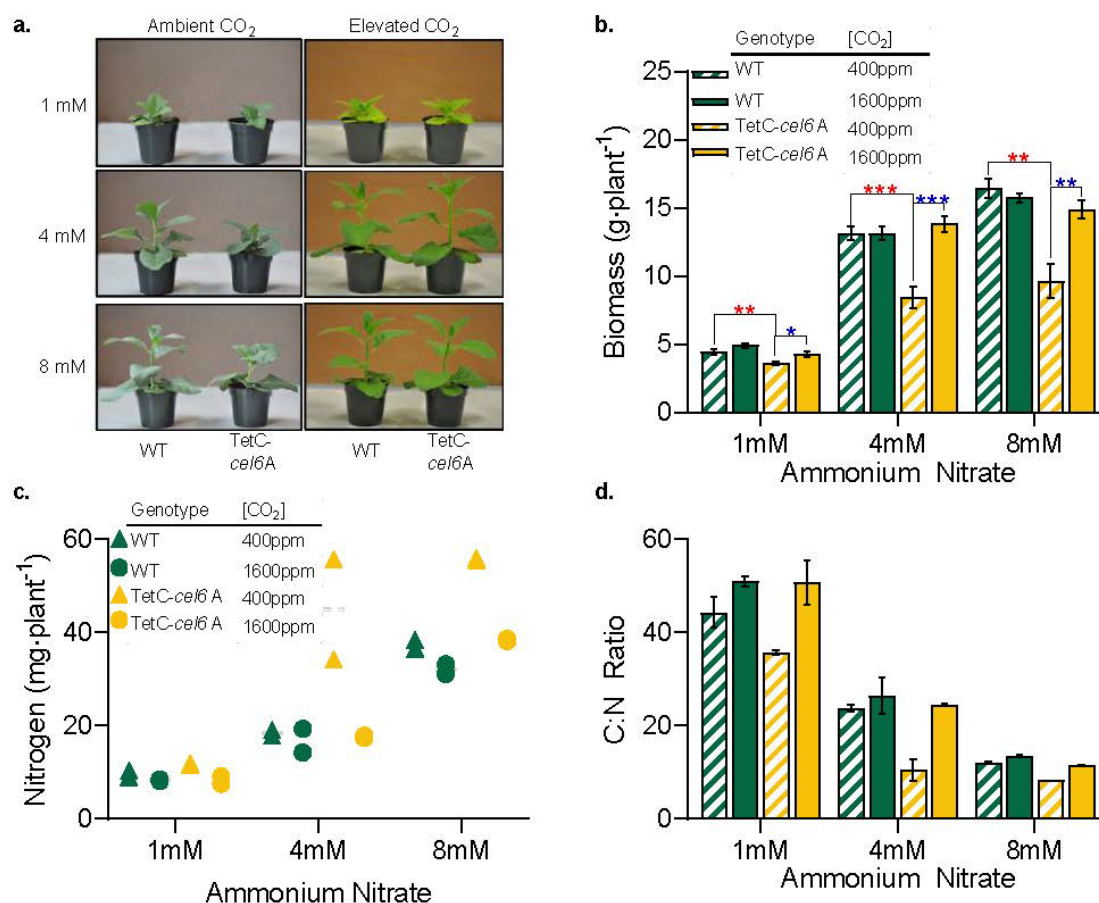 a.
Ambient CO₂ Elevated CO₂
1 mM
4 mM
8 mM
WT TetC-cel6A WT TetC-cel6A
b.
Genotype [CO₂]
WT 400ppm
WT 1600ppm
TetC-cel6A 400ppm
TetC-cel6A 1600ppm
Biomass (g·plant⁻¹)
25
20
15
10
5
0
** *
*** ***
** **
1mM 4mM 8mM
Ammonium Nitrate
c.
Genotype [CO₂]
WT 400ppm
WT 1600ppm
TetC-cel6A 400ppm
TetC-cel6A 1600ppm
Nitrogen (mg·plant⁻¹)
60
40
20
0
1mM 4mM 8mM
Ammonium Nitrate
d.
C:N Ratio
60
40
20
0
1mM 4mM 8mM
Ammonium Nitrate